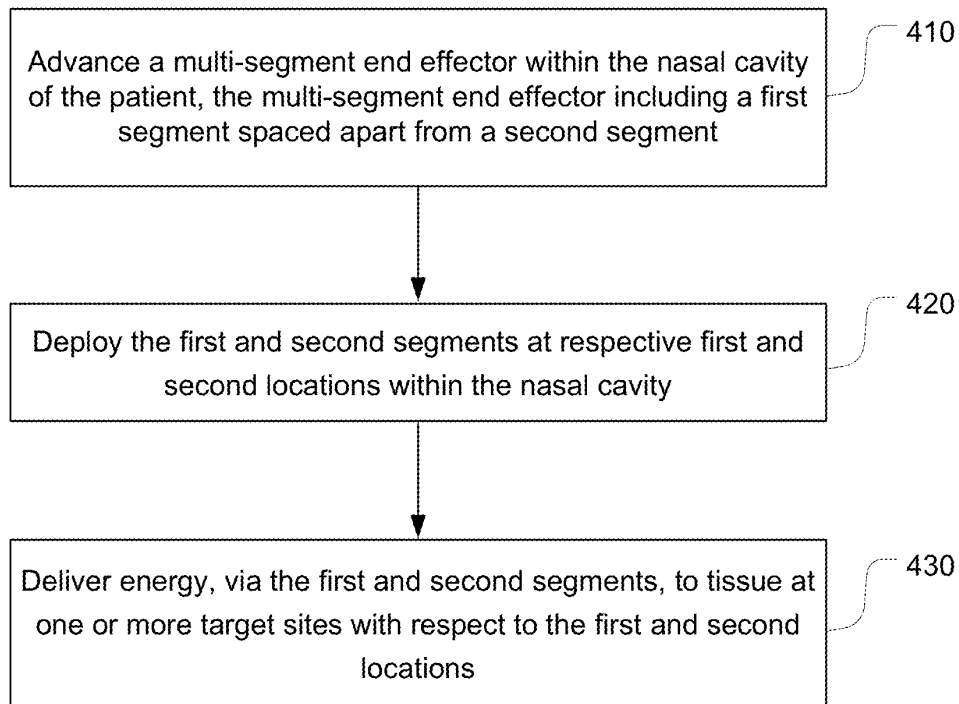 410
Advance a multi-segment end effector within the nasal cavity
of the patient, the multi-segment end effector including a first
segment spaced apart from a second segment
420
Deploy the first and second segments at respective first and
second locations within the nasal cavity
430
Deliver energy, via the first and second segments, to tissue at
one or more target sites with respect to the first and second
locations